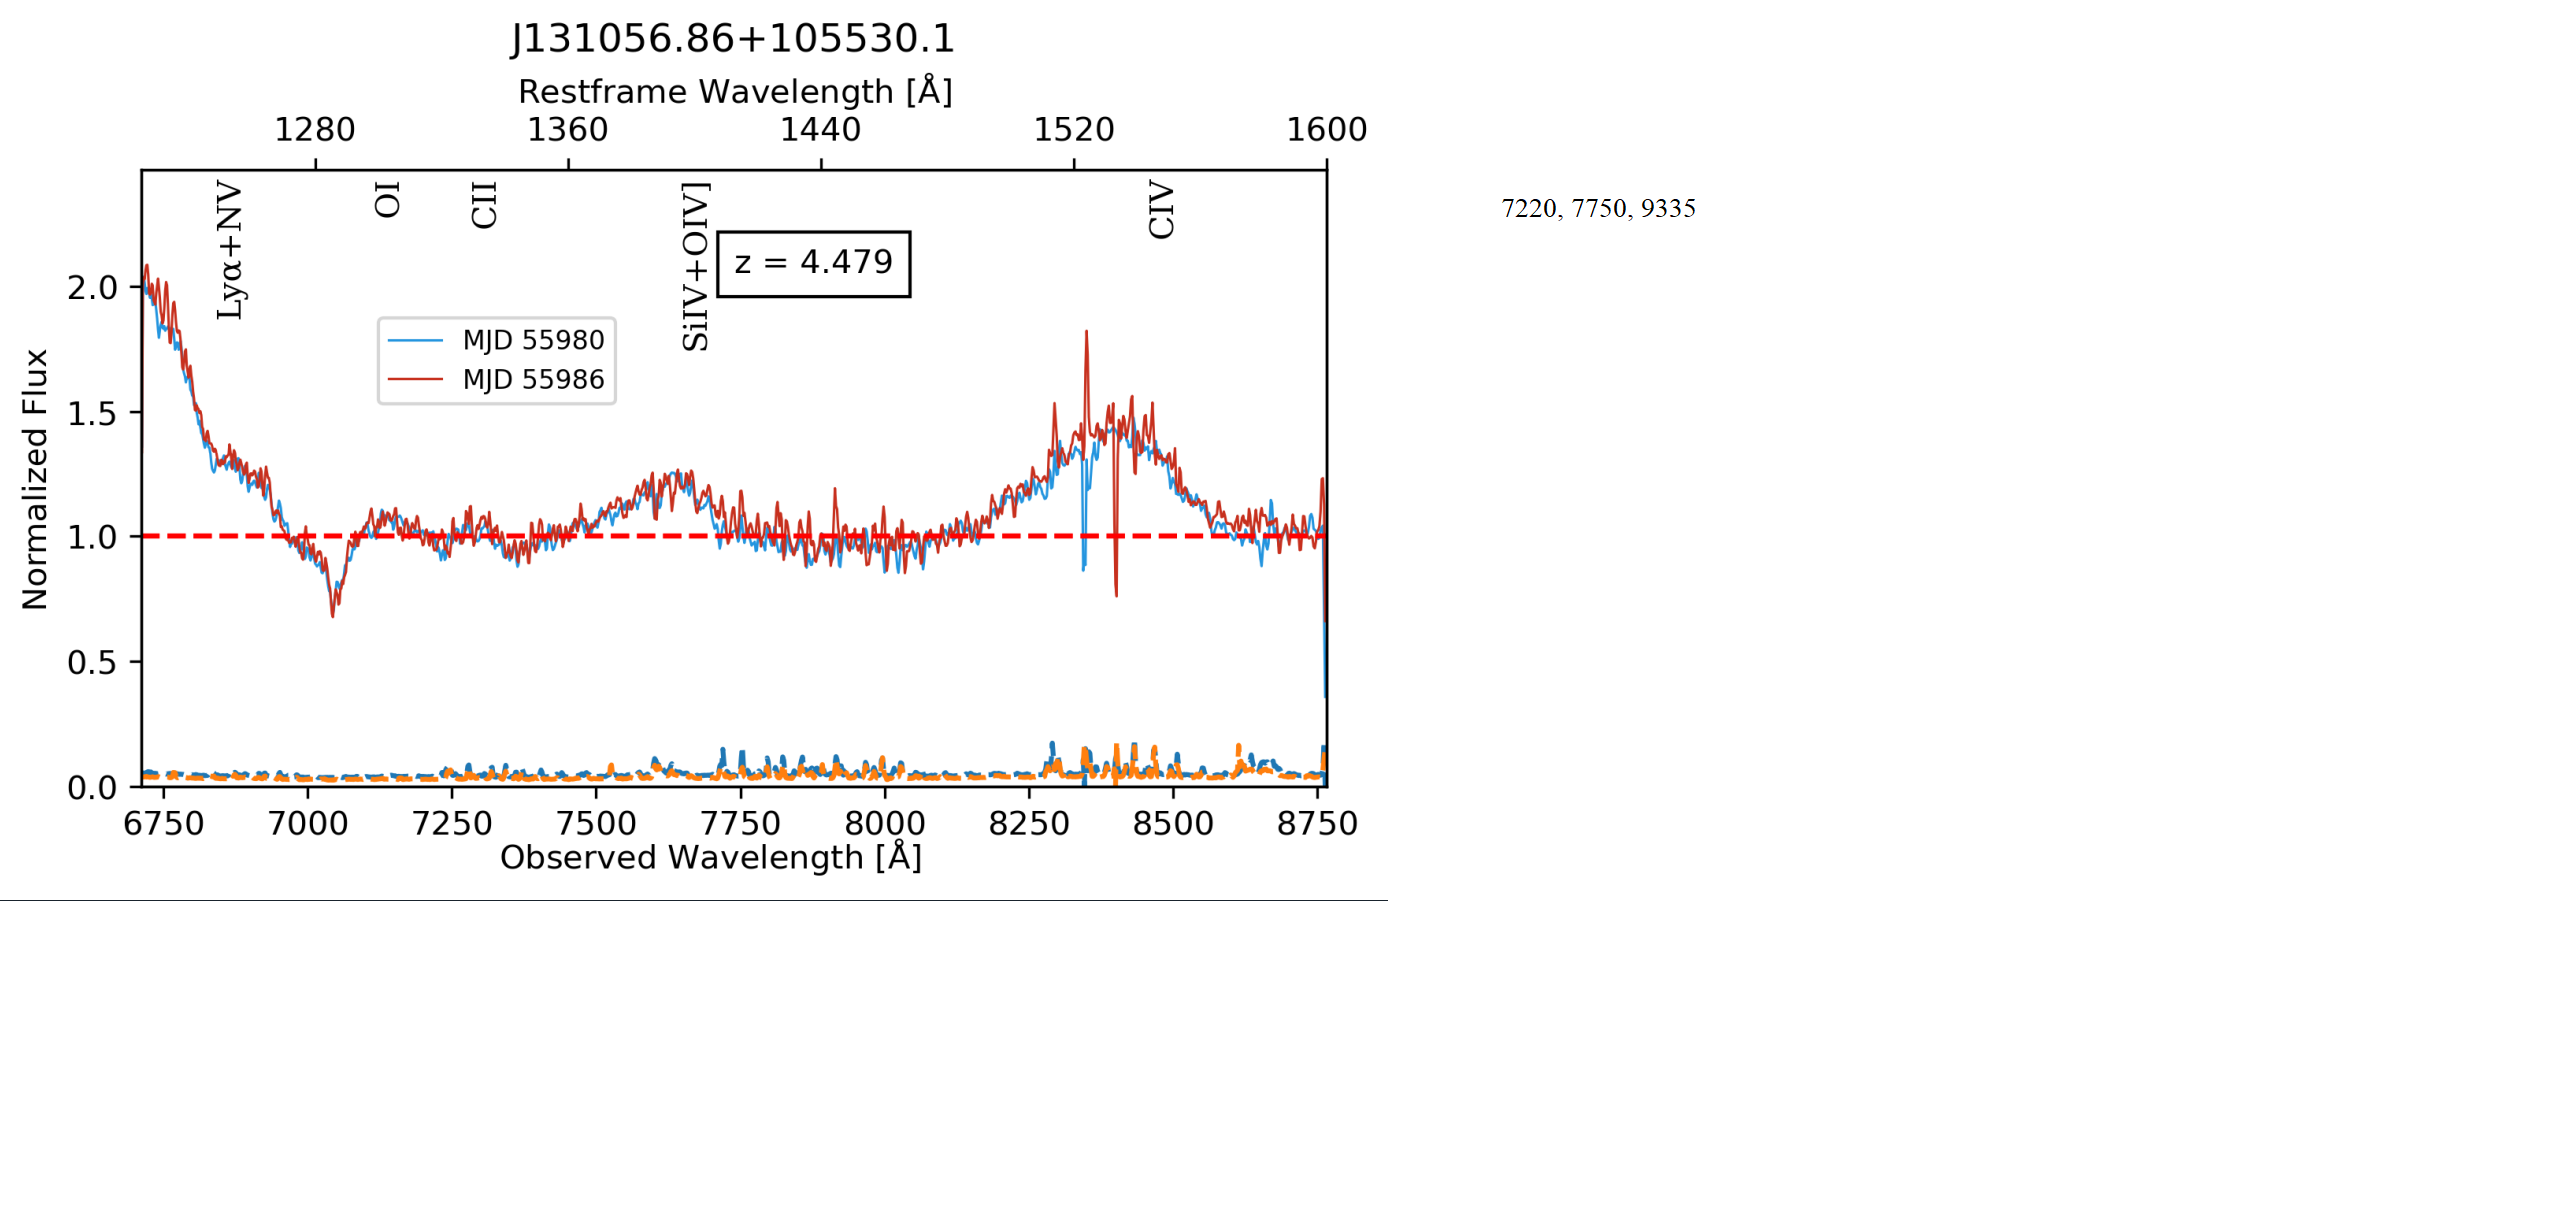 J131056.86+105530.1
Restframe Wavelength [Å]
1280 1360 1440 1520 1600
Lyα+NV
OI
CII
SiIV+OIV]
CIV
7220, 7750, 9335
z = 4.479
MJD 55980
MJD 55986
Normalized Flux
2.0
1.5
1.0
0.5
0.0
6750 7000 7250 7500 7750 8000 8250 8500 8750
Observed Wavelength [Å]